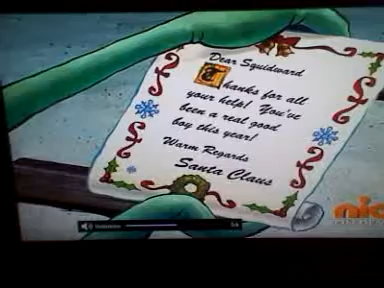 Dear Squidward
Thanks for all
your help! You've
been a real good
boy this year!
Warm Regards
Santa Claus
nic